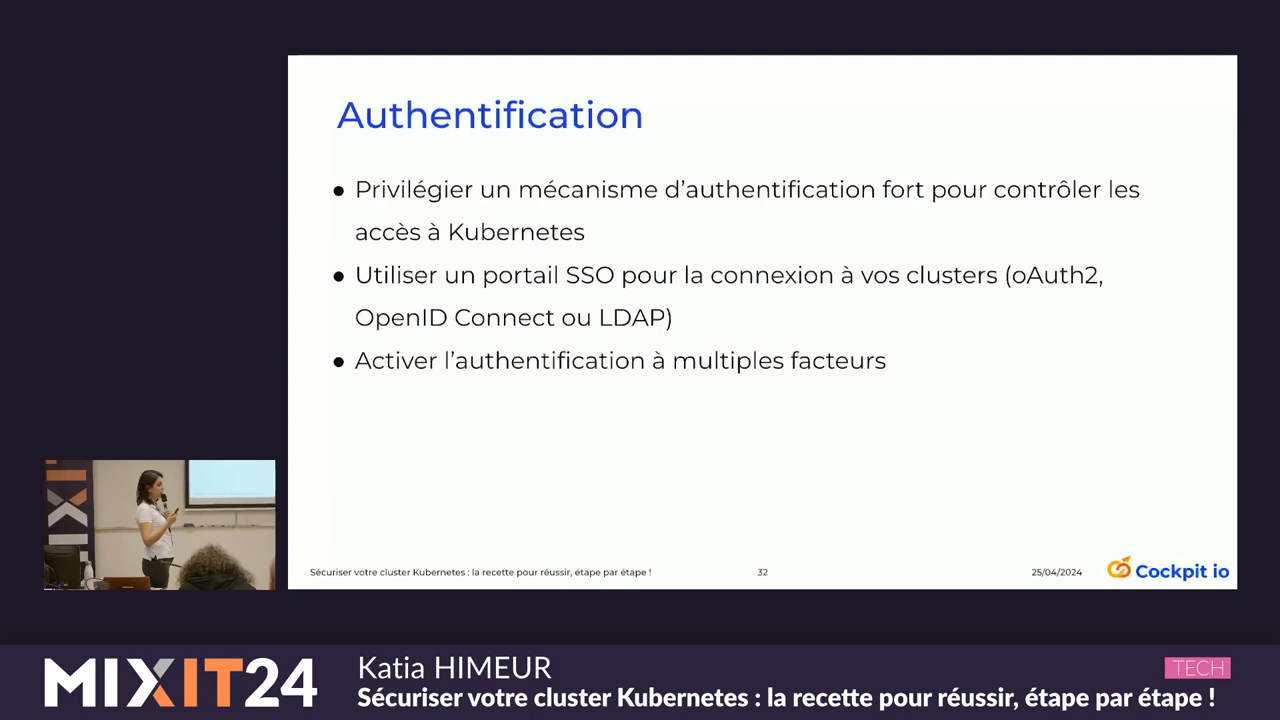 Authentification
● Privilégier un mécanisme d’authentification fort pour contrôler les
accès à Kubernetes
● Utiliser un portail SSO pour la connexion à vos clusters (oAuth2,
OpenID Connect ou LDAP)
● Activer l’authentification à multiples facteurs
Sécuriser votre cluster Kubernetes : la recette pour réussir, étape par étape !
32
25/04/2024
Cockpit io
MIXIT24
Katia HIMEUR
TECH
Sécuriser votre cluster Kubernetes : la recette pour réussir, étape par étape !